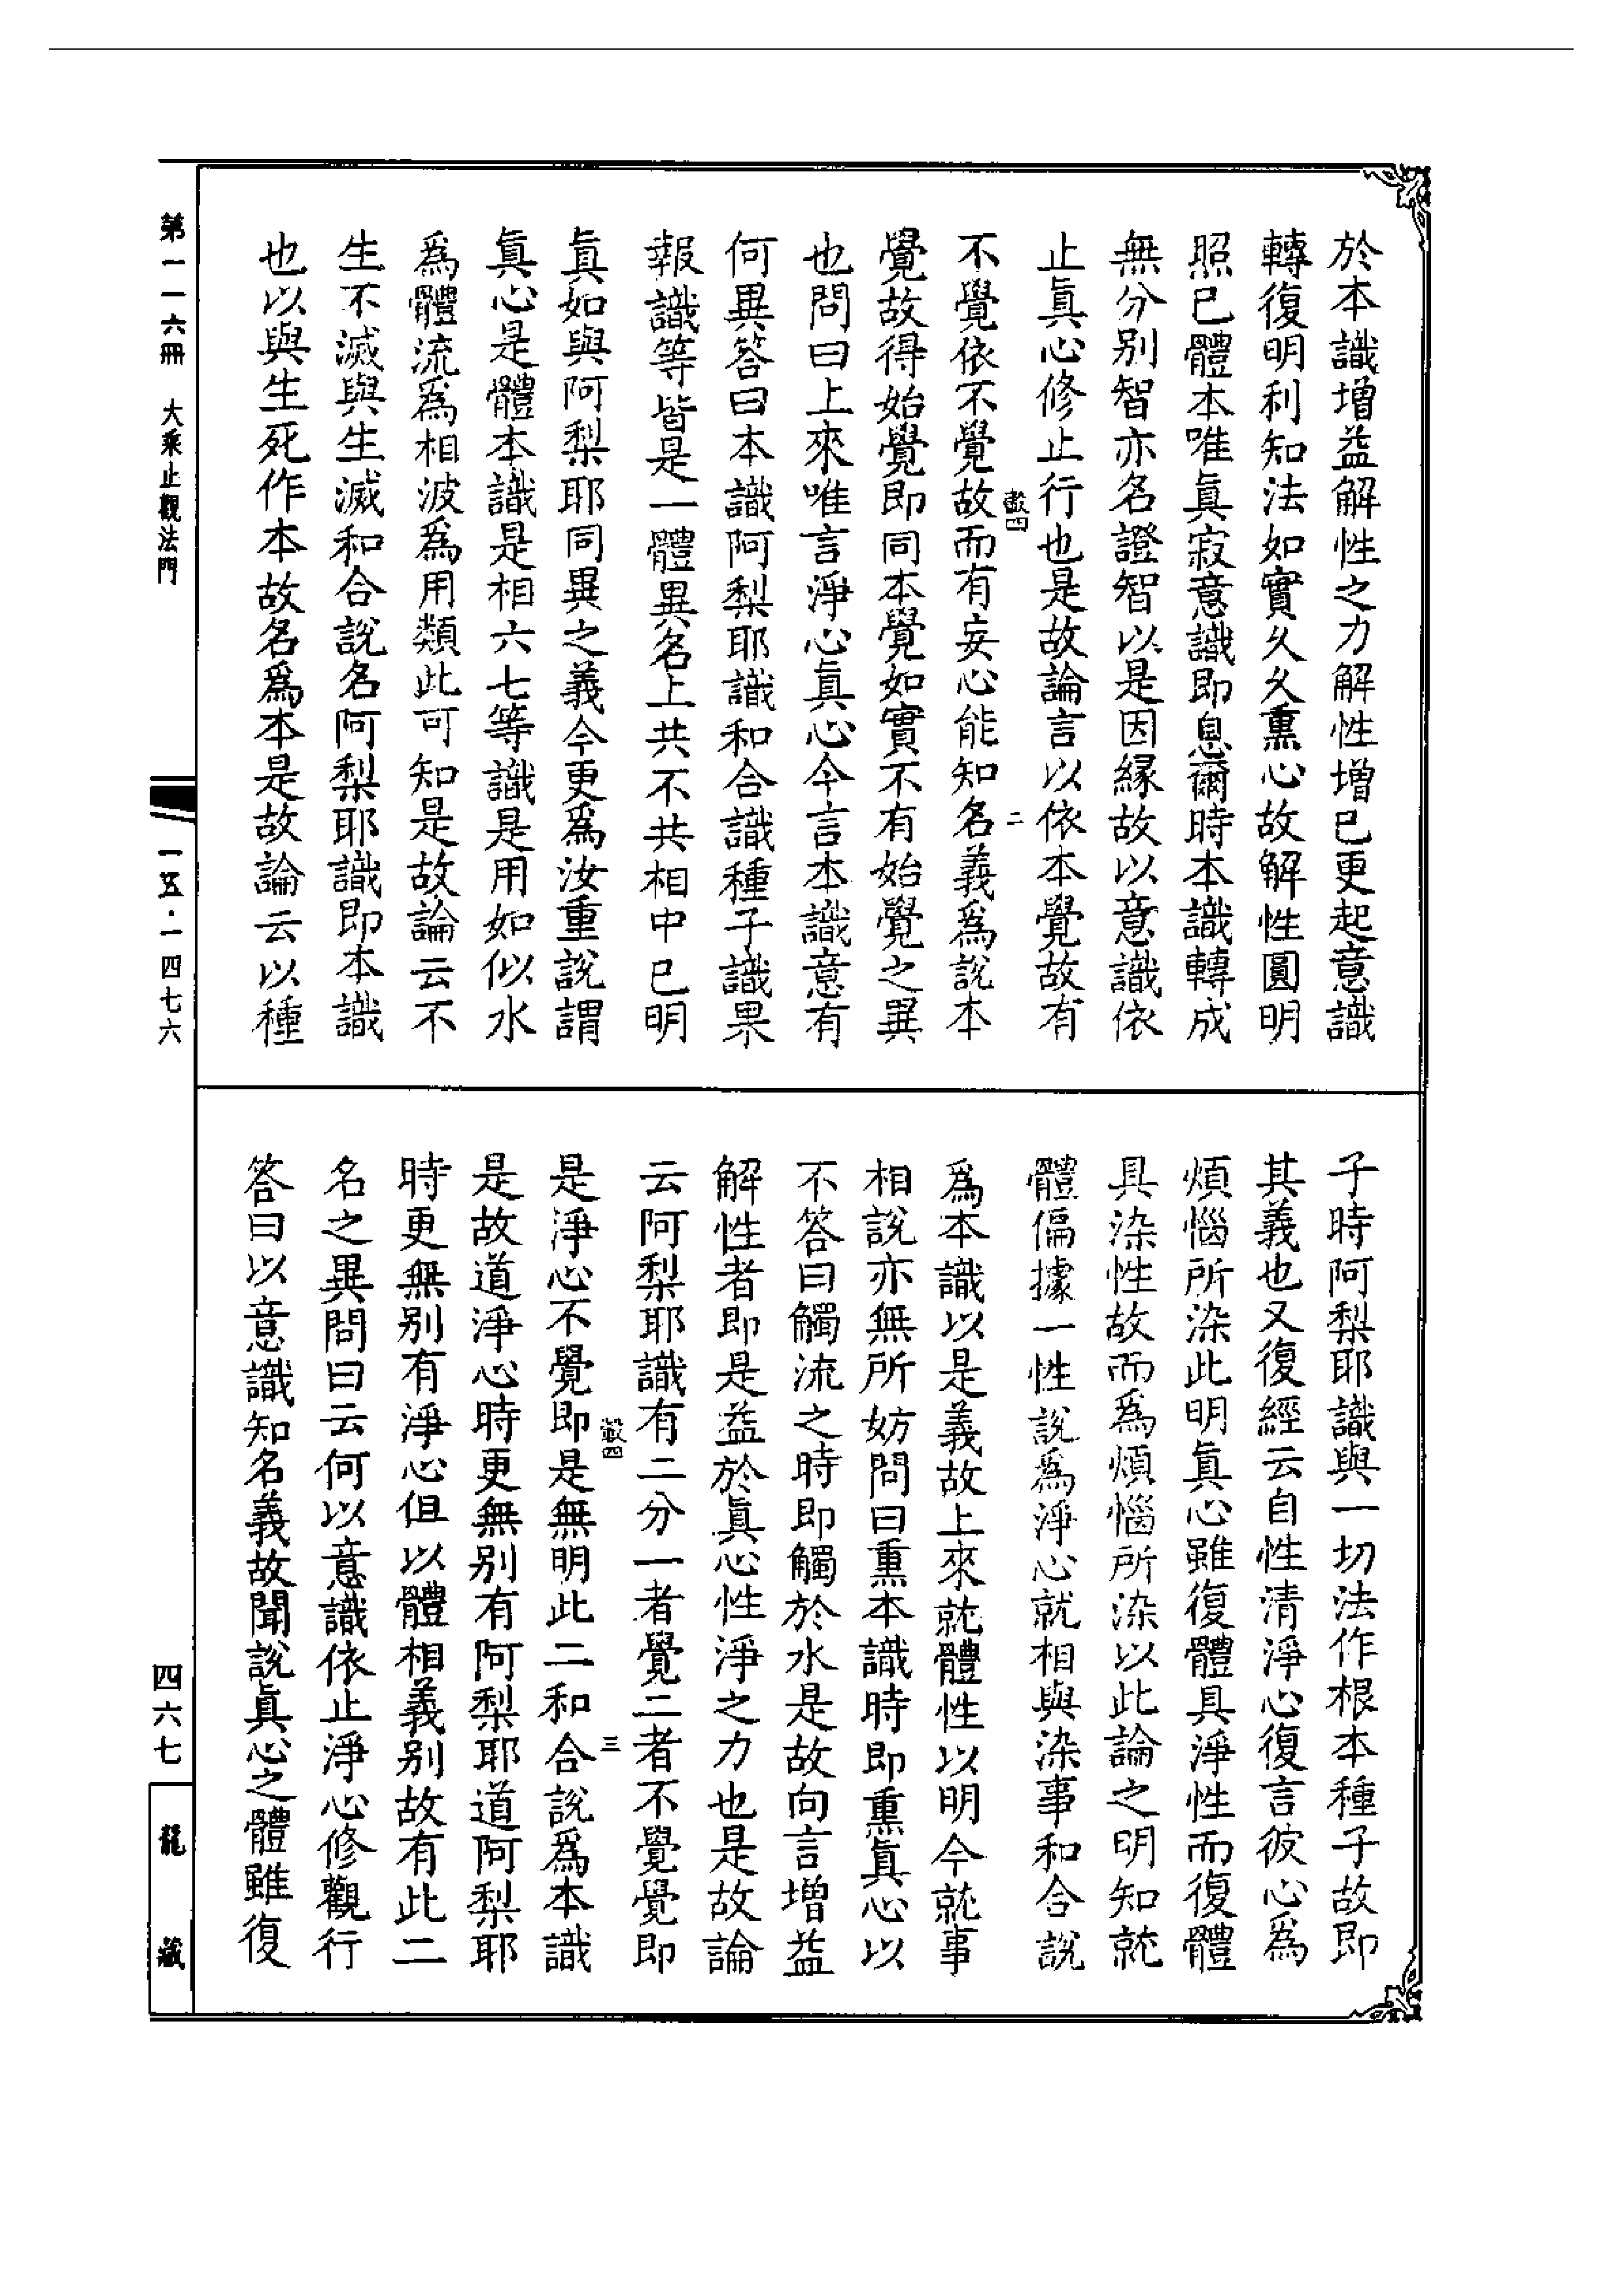 於本識增益解性之力解性增已更起意識
轉復明利知法如實久久熏心故解性圓明
照已體本唯眞寂意識即息爾時本識轉成
無分别智亦名證智以是因縁故以意識依
止眞心修止行也是故論言以依本覺故有
不覺依不覺故而有妄心能知名義爲說本
覺故得始覺即同本覺如實不有始覺之異
也問曰上來唯言淨心眞心今言本識意有
何異答曰本識阿梨耶識和合識種子識果
報識等皆是一體異名上共不共相中已明
眞如與阿梨耶同異之義今更爲汝重説謂
眞心是體本識是相六七等識是用如似水
爲體流爲相波爲用類此可知是故論云不
生不滅與生滅和合說名阿梨耶識即本識
也以與生死作本故名爲本是故論云以種
子時阿梨耶識與一切法作根本種子故即
其義也又復經云自性清淨心復言彼心爲
煩惱所染此明眞心雖復體具淨性而復體
具染性故而爲煩惱所染以此論之明知就
體偏據一性説爲淨心就相與染事和合說
爲本識以是義故上來就體性以明今就事
相説亦無所妨問曰熏本識時即熏眞心以
不答曰觸流之時即觸於水是故向言增益
解性者即是益於眞心性淨之力也是故論
云阿梨耶識有二分一者覺二者不覺覺即
是淨心不覺即是無明此二和合説爲本識
是故道淨心時更無别有阿梨耶道阿梨耶
時更無别有淨心但以體相義别故有此二
名之異問曰云何以意識依止淨心修觀行
答曰以意識知名義故聞說眞心之體雖復
四
二
四
三
第一一六冊　大乘止觀法門
一五五·一四七六
四六七
龍藏